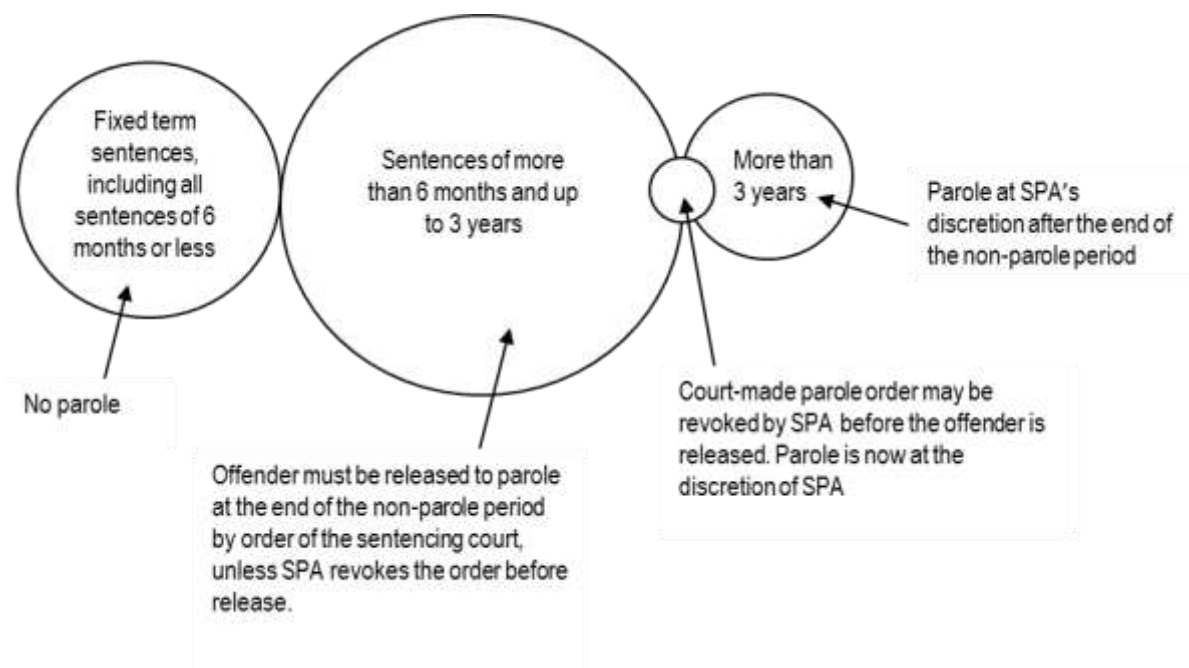 Fixed term
sentences,
including all
sentences of 6
months or less
Sentences of more
than 6 months and up
to 3 years
More than
3 years
Parole at SPA's
discretion after the end of
the non-parole period
No parole
Offender must be released to parole
at the end of the non-parole period
by order of the sentencing court,
unless SPA revokes the order before
release.
Court-made parole order may be
revoked by SPA before the offender is
released. Parole is now at the
discretion of SPA